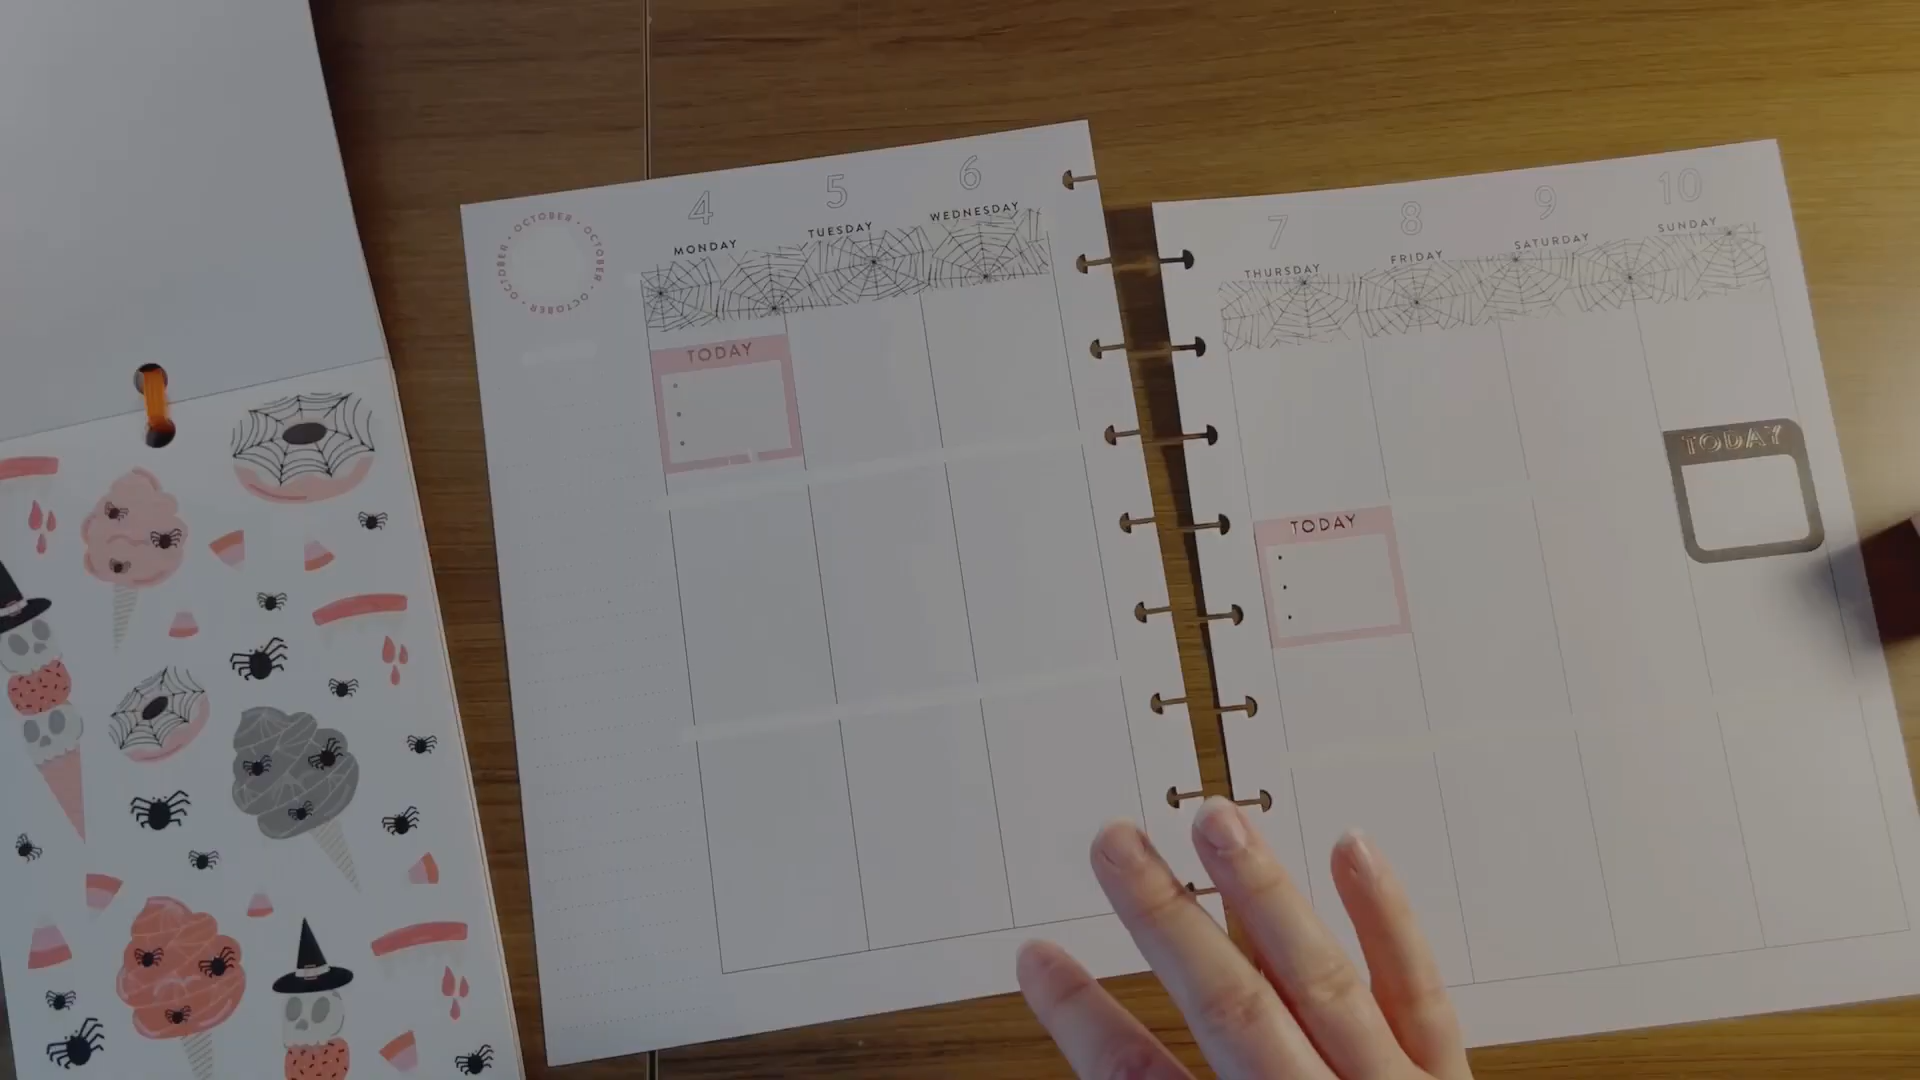 OCTOBER • OCTOBER • OCTOBER • OCTOBER •
4 5 6
MONDAY TUESDAY WEDNESDAY
7 8 9 10
THURSDAY FRIDAY SATURDAY SUNDAY
TODAY
TODAY
TODAY